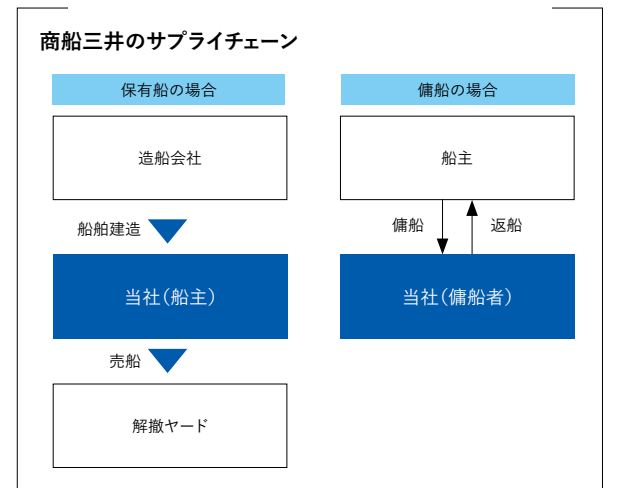 商船三井のサプライチェーン
保有船の場合
造船会社
船舶建造
当社（船主）
売船
解撤ヤード
傭船の場合
船主
傭船
返船
当社（傭船者）